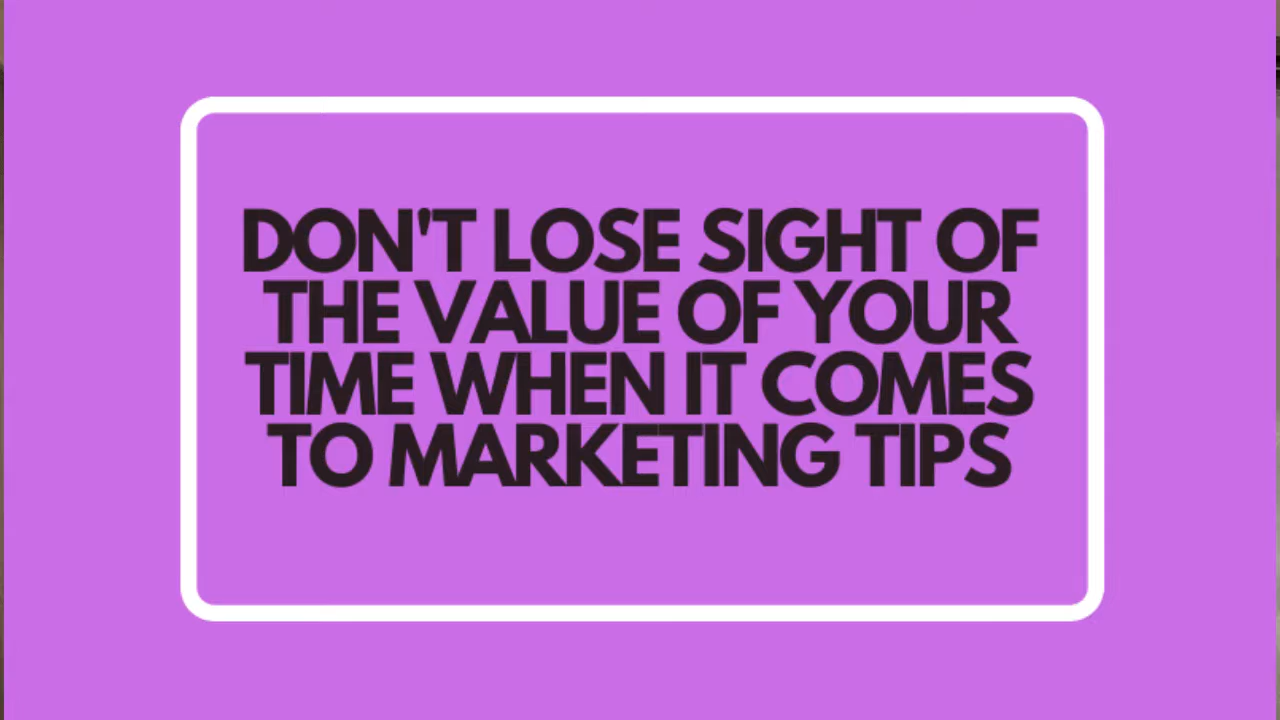 DON'T LOSE SIGHT OF
THE VALUE OF YOUR
TIME WHEN IT COMES
TO MARKETING TIPS